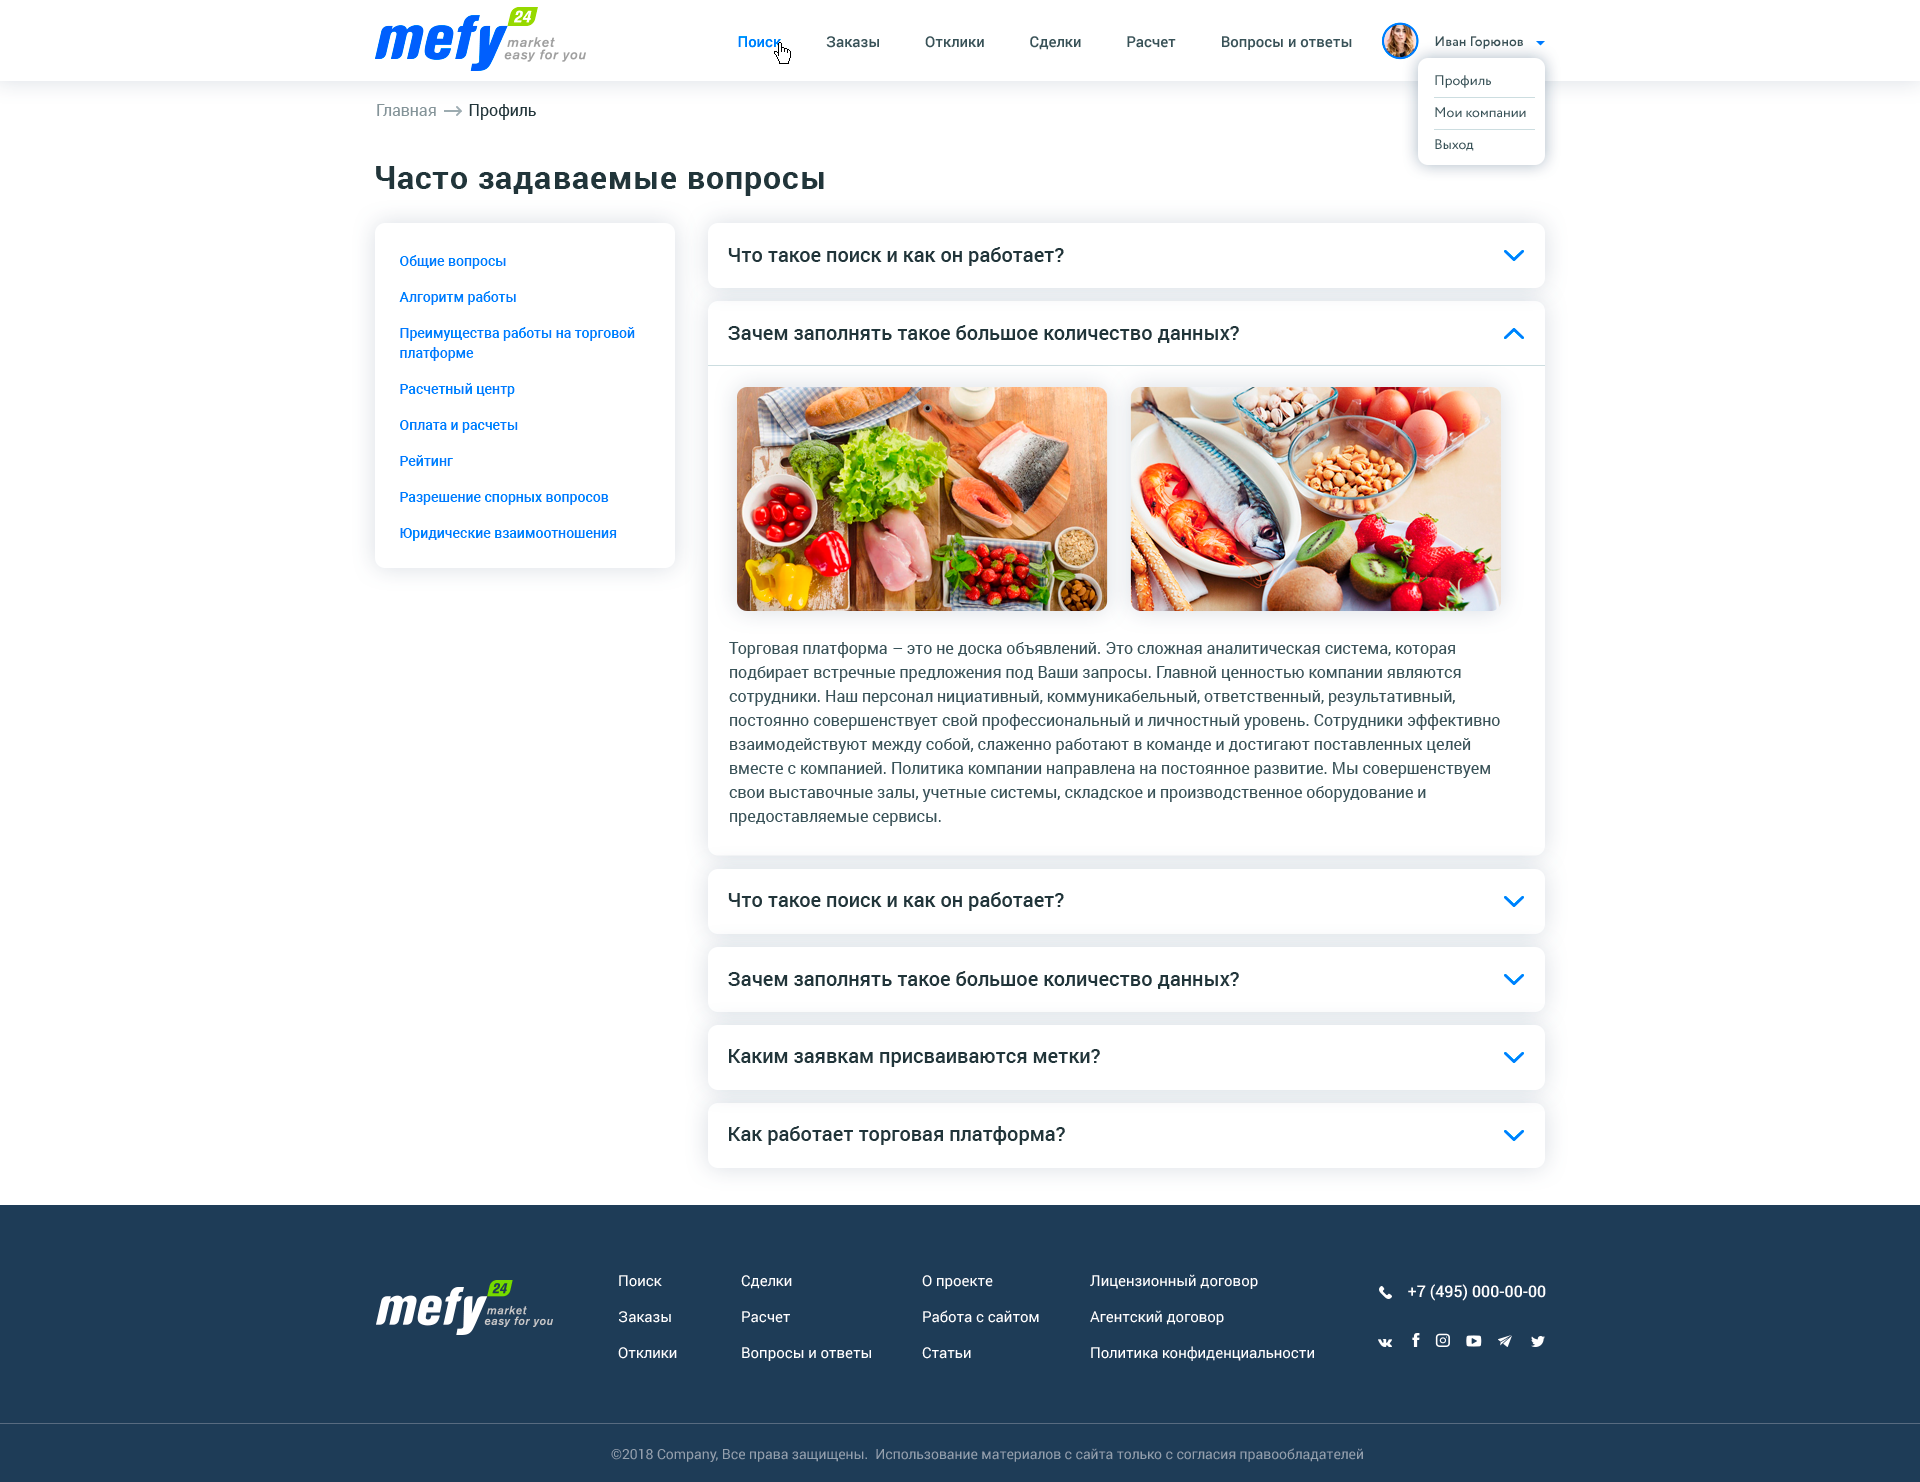 mefy 24
market
easy for you
Поиск Заказы Отклики Сделки Расчет Вопросы и ответы Иван Горюнов
Профиль
Мои компании
Выход
Главная Профиль
Часто задаваемые вопросы
Общие вопросы
Алгоритм работы
Преимущества работы на торговой
платформе
Расчетный центр
Оплата и расчеты
Рейтинг
Разрешение спорных вопросов
Юридические взаимоотношения
Что такое поиск и как он работает?
Зачем заполнять такое большое количество данных?
Торговая платформа – это не доска объявлений. Это сложная аналитическая система, которая
подбирает встречные предложения под Ваши запросы. Главной ценностью компании являются
сотрудники. Наш персонал нициативный, коммуникабельный, ответственный, результативный,
постоянно совершенствует свой профессиональный и личностный уровень. Сотрудники эффективно
взаимодействуют между собой, слаженно работают в команде и достигают поставленных целей
вместе с компанией. Политика компании направлена на постоянное развитие. Мы совершенствуем
свои выставочные залы, учетные системы, складское и производственное оборудование и
предоставляемые сервисы.
Что такое поиск и как он работает?
Зачем заполнять такое большое количество данных?
Каким заявкам присваиваются метки?
Как работает торговая платформа?
mefy 24
market
easy for you
Поиск
Заказы
Отклики
Сделки
Расчет
Вопросы и ответы
О проекте
Работа с сайтом
Статьи
Лицензионный договор
Агентский договор
Политика конфиденциальности
+7 (495) 000-00-00
©2018 Company, Все права защищены. Использование материалов с сайта только с согласия правообладателей